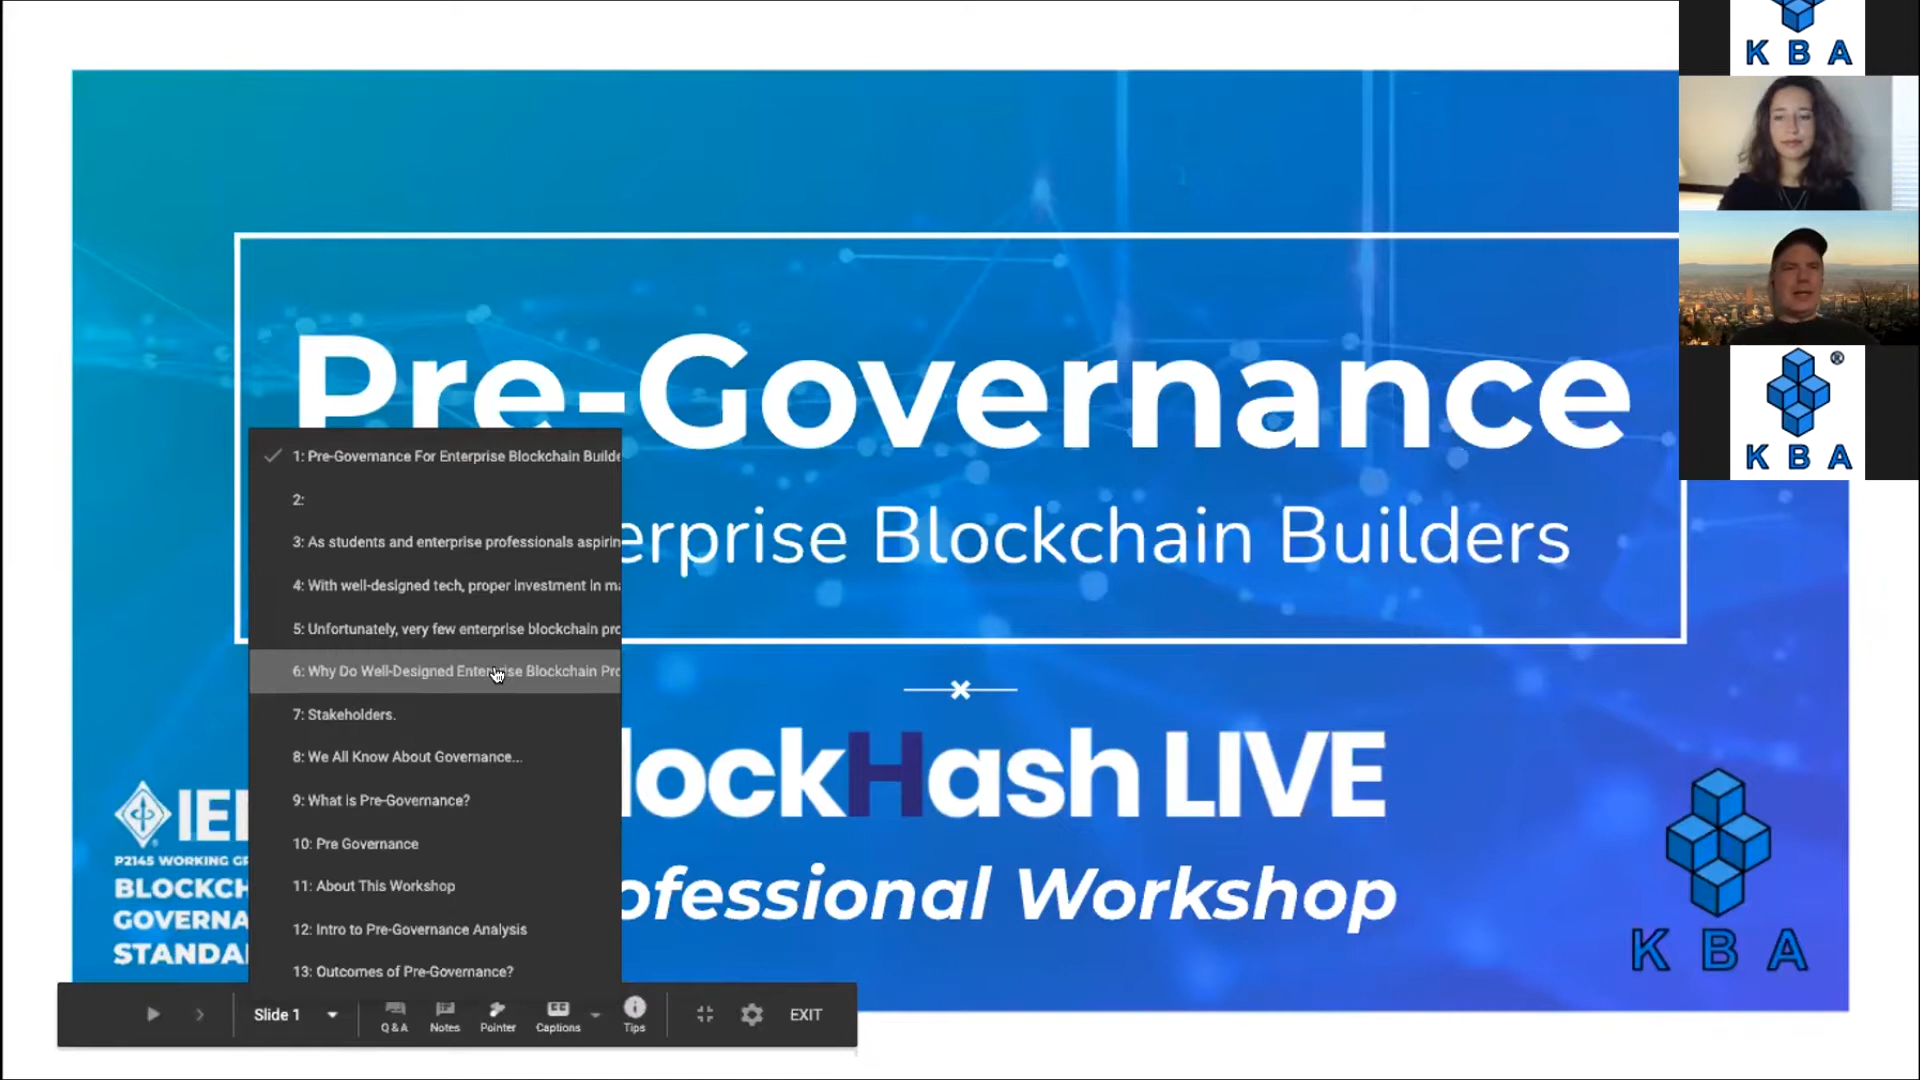 K B A
Pre-Governance
erprise Blockchain Builders
1: Pre-Governance For Enterprise Blockchain Builde
2:
3: As students and enterprise professionals aspirin
4: With well-designed tech, proper investment in ma
5: Unfortunately, very few enterprise blockchain pro
6: Why Do Well-Designed Enterprise Blockchain Pro
7: Stakeholders.
8: We All Know About Governance...
9: What is Pre-Governance?
10: Pre Governance
11: About This Workshop
12: Intro to Pre-Governance Analysis
13: Outcomes of Pre-Governance?
lockHash LIVE
ofessional Workshop
IEE
P2145 WORKING GR
BLOCKCH
GOVERNA
STANDA
K B A
®
K B A
Slide 1
Q&A
Notes
Pointer
CC
Captions
Tips
EXIT